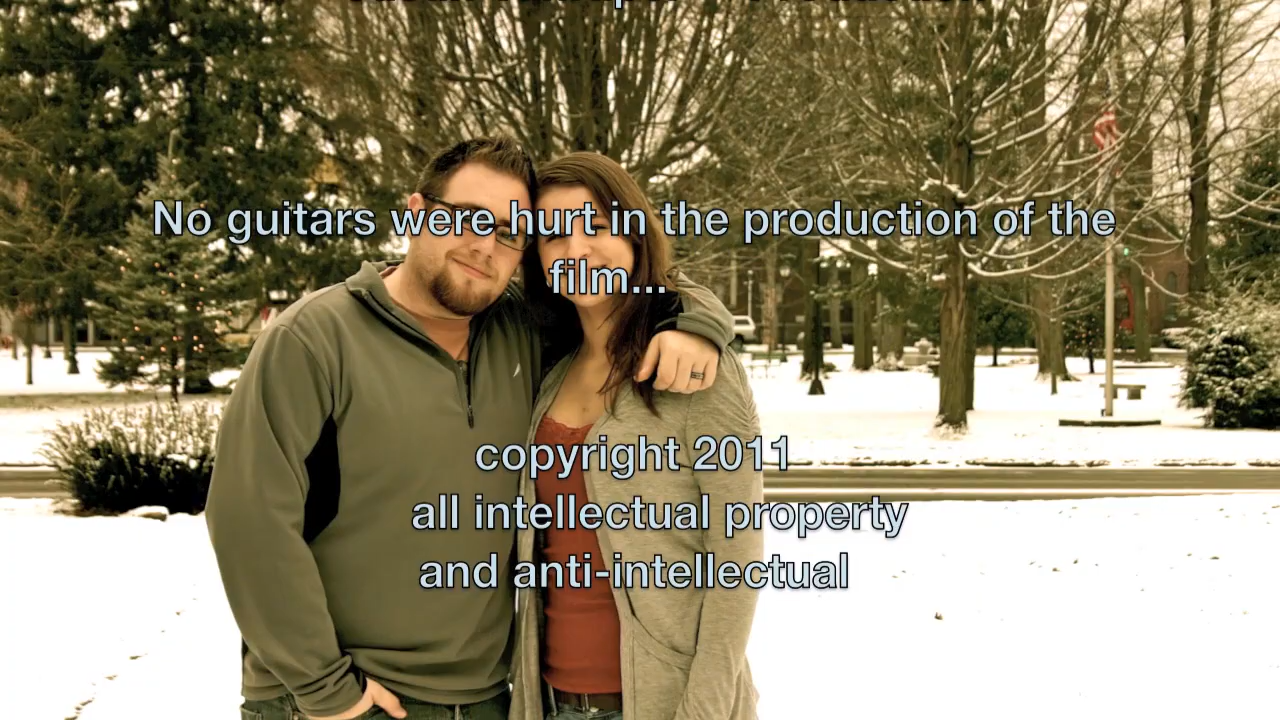 No guitars were hurt in the production of the
film...
copyright 2011
all intellectual property
and anti-intellectual